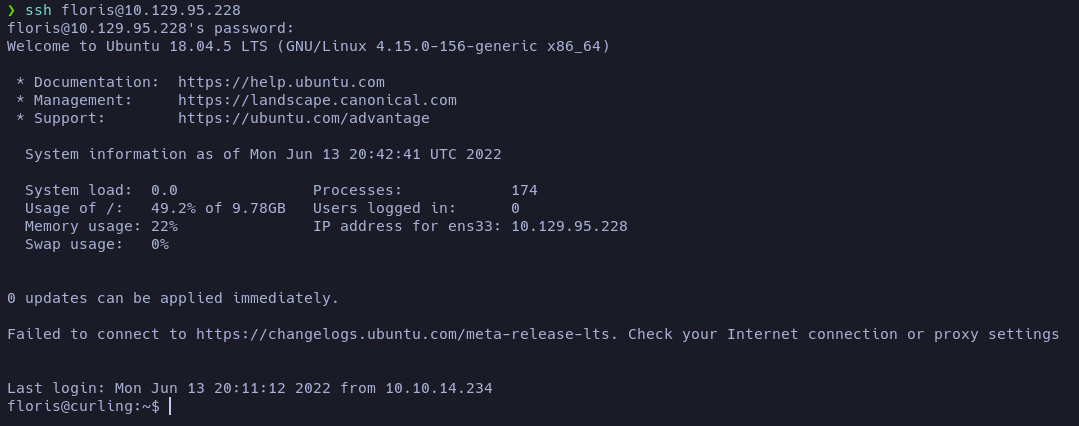 ❯ ssh floris@10.129.95.228
floris@10.129.95.228's password:
Welcome to Ubuntu 18.04.5 LTS (GNU/Linux 4.15.0-156-generic x86_64)
* Documentation:  https://help.ubuntu.com
* Management:     https://landscape.canonical.com
* Support:        https://ubuntu.com/advantage
System information as of Mon Jun 13 20:42:41 UTC 2022
System load:  0.0                Processes:            174
Usage of /:   49.2% of 9.78GB   Users logged in:      0
Memory usage: 22%                IP address for ens33: 10.129.95.228
Swap usage:   0%
0 updates can be applied immediately.
Failed to connect to https://changelogs.ubuntu.com/meta-release-lts. Check your Internet connection or proxy settings
Last login: Mon Jun 13 20:11:12 2022 from 10.10.14.234
floris@curling:~$